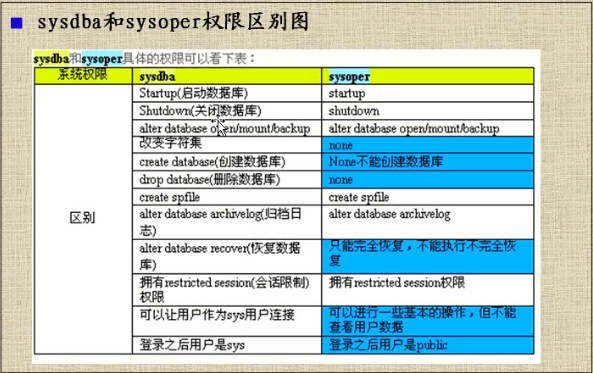 sysdba和sysoper权限区别图
sysdba和sysoper具体的权限可以看下表：
系统权限 sysdba sysoper
区别
Startup(启动数据库) startup
Shutdown(关闭数据库) shutdown
alter database open/mount/backup alter database open/mount/backup
改变字符集 none
create database(创建数据库) None不能创建数据库
drop database(删除数据库) none
create spfile create spfile
alter database archivelog(归档日志) alter database archivelog
alter database recover(恢复数据库) 只能完全恢复，不能执行不完全恢复
拥有restricted session(会话限制)权限 拥有restricted session权限
可以让用户作为sys用户连接 可以进行一些基本的操作，但不能查看用户数据
登录之后用户是sys 登录之后用户是public